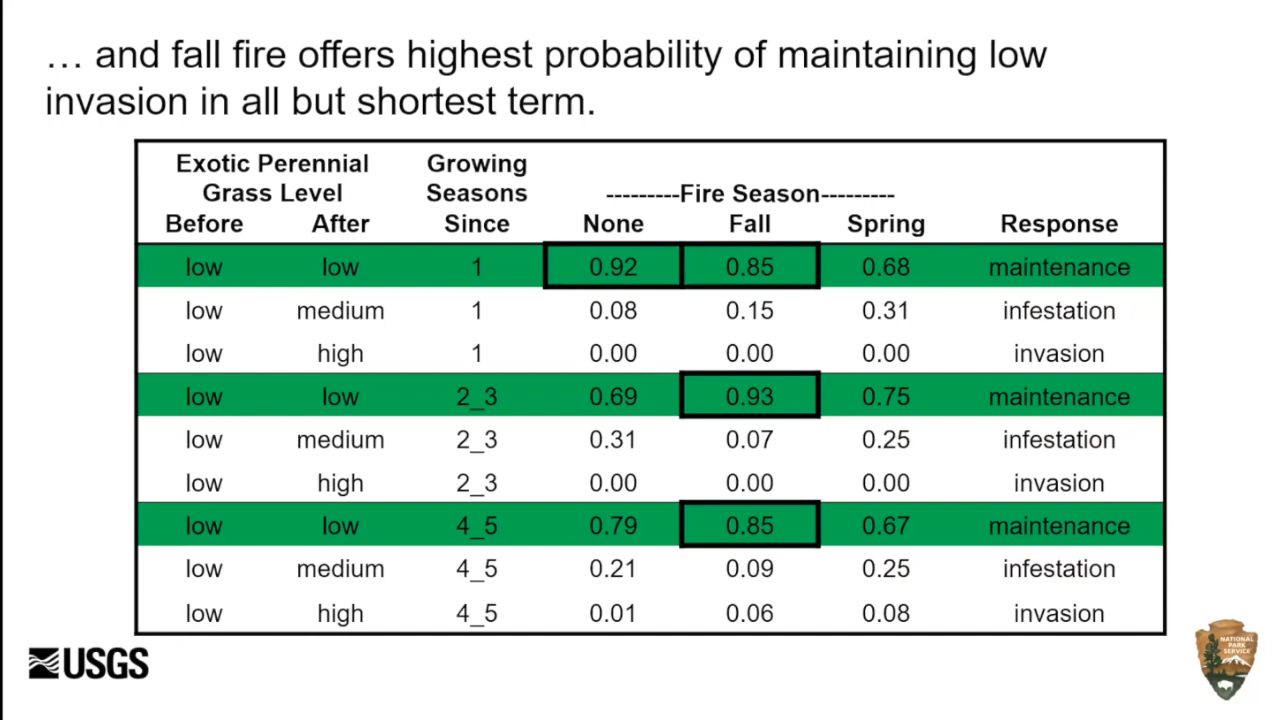 … and fall fire offers highest probability of maintaining low
invasion in all but shortest term.
Exotic Perennial Growing
Grass Level Seasons ---------Fire Season---------
Before After Since None Fall Spring Response
low low 1 0.92 0.85 0.68 maintenance
low medium 1 0.08 0.15 0.31 infestation
low high 1 0.00 0.00 0.00 invasion
low low 2_3 0.69 0.93 0.75 maintenance
low medium 2_3 0.31 0.07 0.25 infestation
low high 2_3 0.00 0.00 0.00 invasion
low low 4_5 0.79 0.85 0.67 maintenance
low medium 4_5 0.21 0.09 0.25 infestation
low high 4_5 0.01 0.06 0.08 invasion
USGS
NATIONAL
PARK
SERVICE